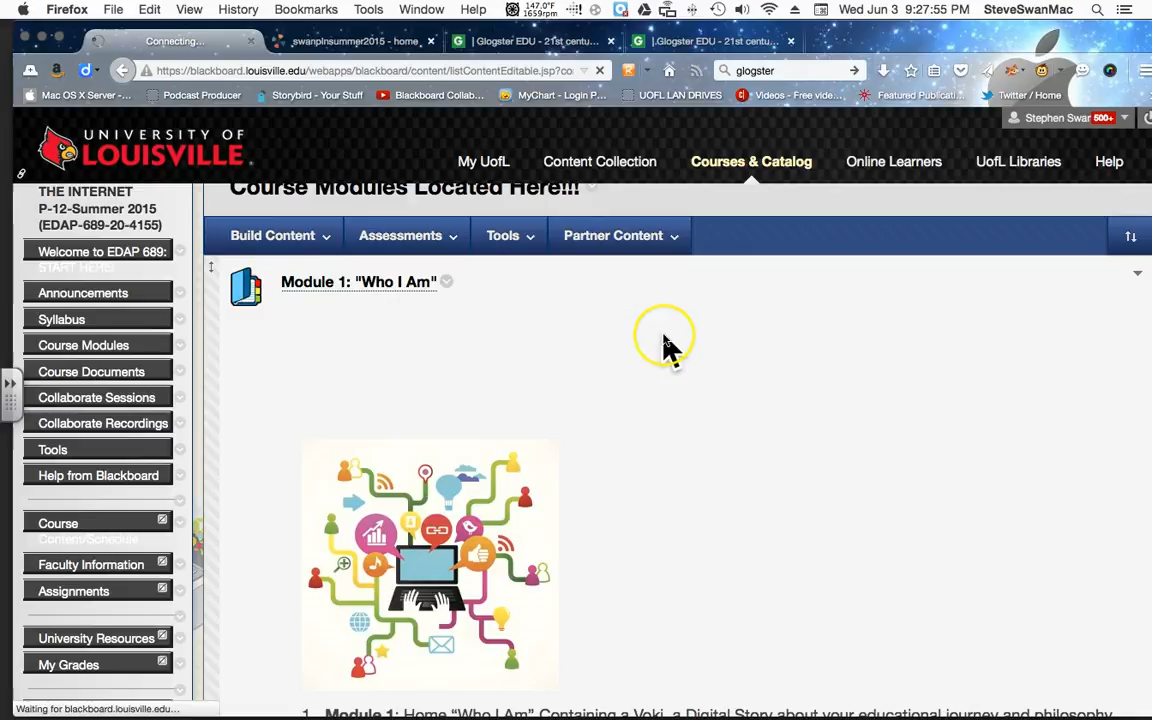 Firefox File Edit View History Bookmarks Tools Window Help 147.0°F 1659rpm Wed Jun 3 9:27:55 PM SteveSwanMac
Connecting... swanplnsummer2015 - home | Glogster EDU - 21st centu... |.Glogster EDU - 21st centu...
https://blackboard.louisville.edu/webapps/blackboard/content/listContentEditable.jsp?co glogster
Mac OS X Server -... Podcast Producer Storybird - Your Stuff Blackboard Collab... MyChart - Login P... UOFL LAN DRIVES Videos - Free vide... Featured Publicati... Twitter / Home
Stephen Swan 500+
UNIVERSITY OF
LOUISVILLE.
My UofL Content Collection Courses & Catalog Online Learners UofL Libraries Help
THE INTERNET
P-12-Summer 2015
(EDAP-689-20-4155)
Welcome to EDAP 689:
START HERE:
Announcements
Syllabus
Course Modules
Course Documents
Collaborate Sessions
Collaborate Recordings
Tools
Help from Blackboard
Course
Content/Schedule
Faculty Information
Assignments
University Resources
My Grades
Course Modules Located Here!!!
Build Content Assessments Tools Partner Content
Module 1: "Who I Am"
1. Module 1: Home “Who I Am” Containing a Voki, a Digital Story about your educational journey and philosophy
Waiting for blackboard.louisville.edu...